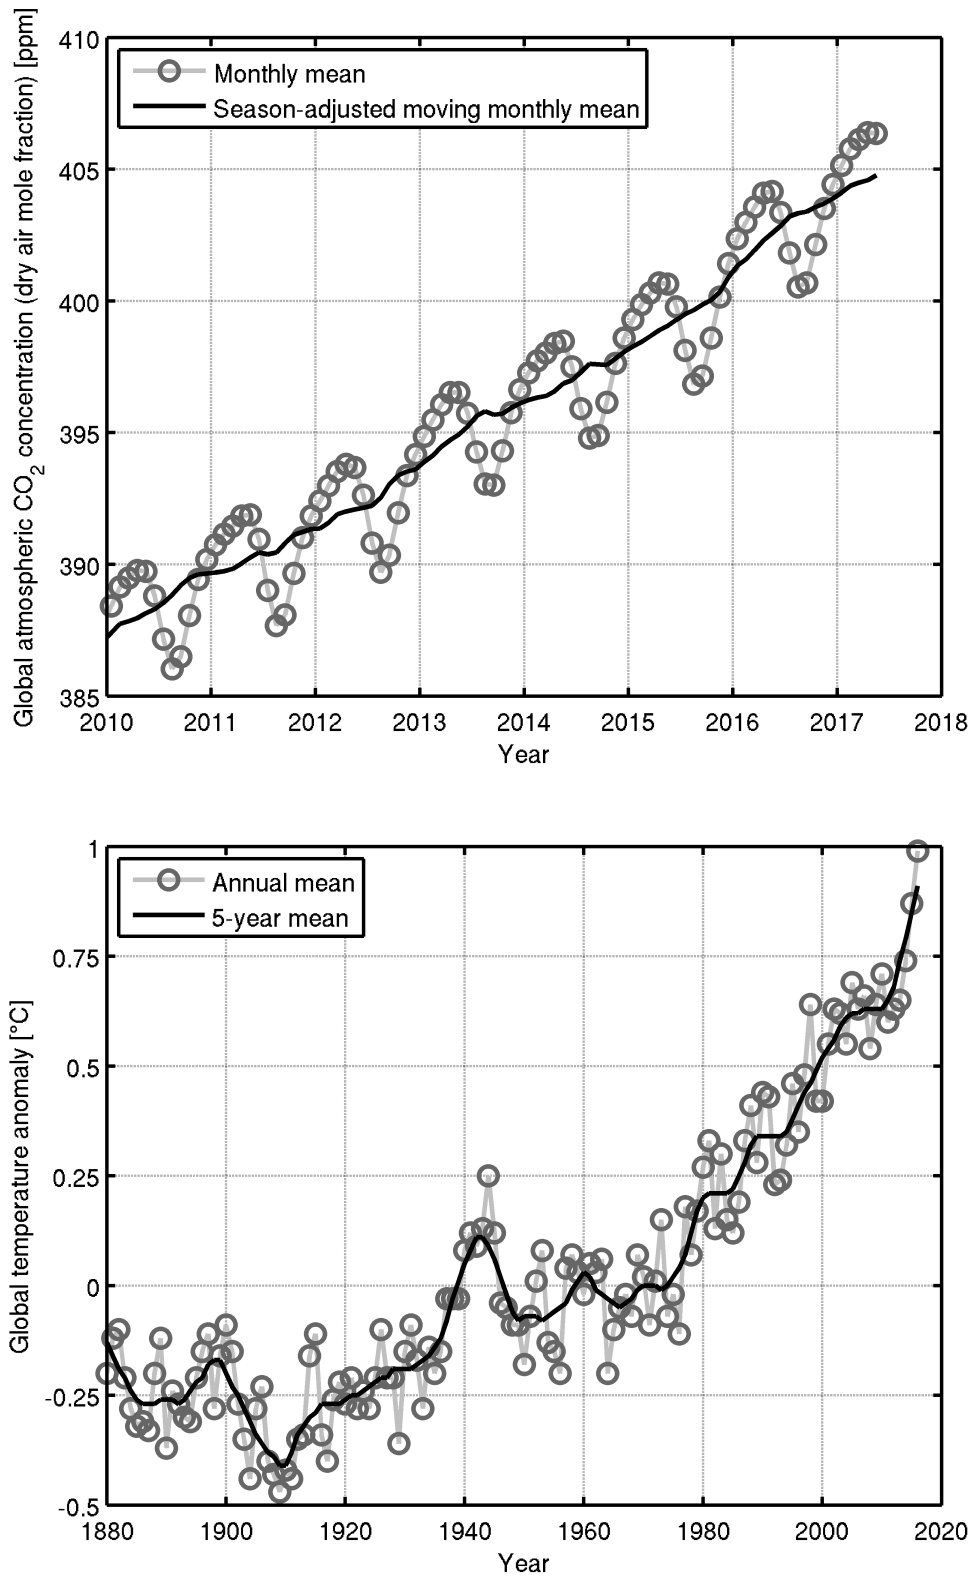 Global atmospheric CO2 concentration (dry air mole fraction) [ppm]
410
405
400
395
390
385
Monthly mean
Season-adjusted moving monthly mean
2010 2011 2012 2013 2014 2015 2016 2017 2018
Year
Global temperature anomaly [°C]
1
0.75
0.5
0.25
0
-0.25
-0.5
Annual mean
5-year mean
1880 1900 1920 1940 1960 1980 2000 2020
Year